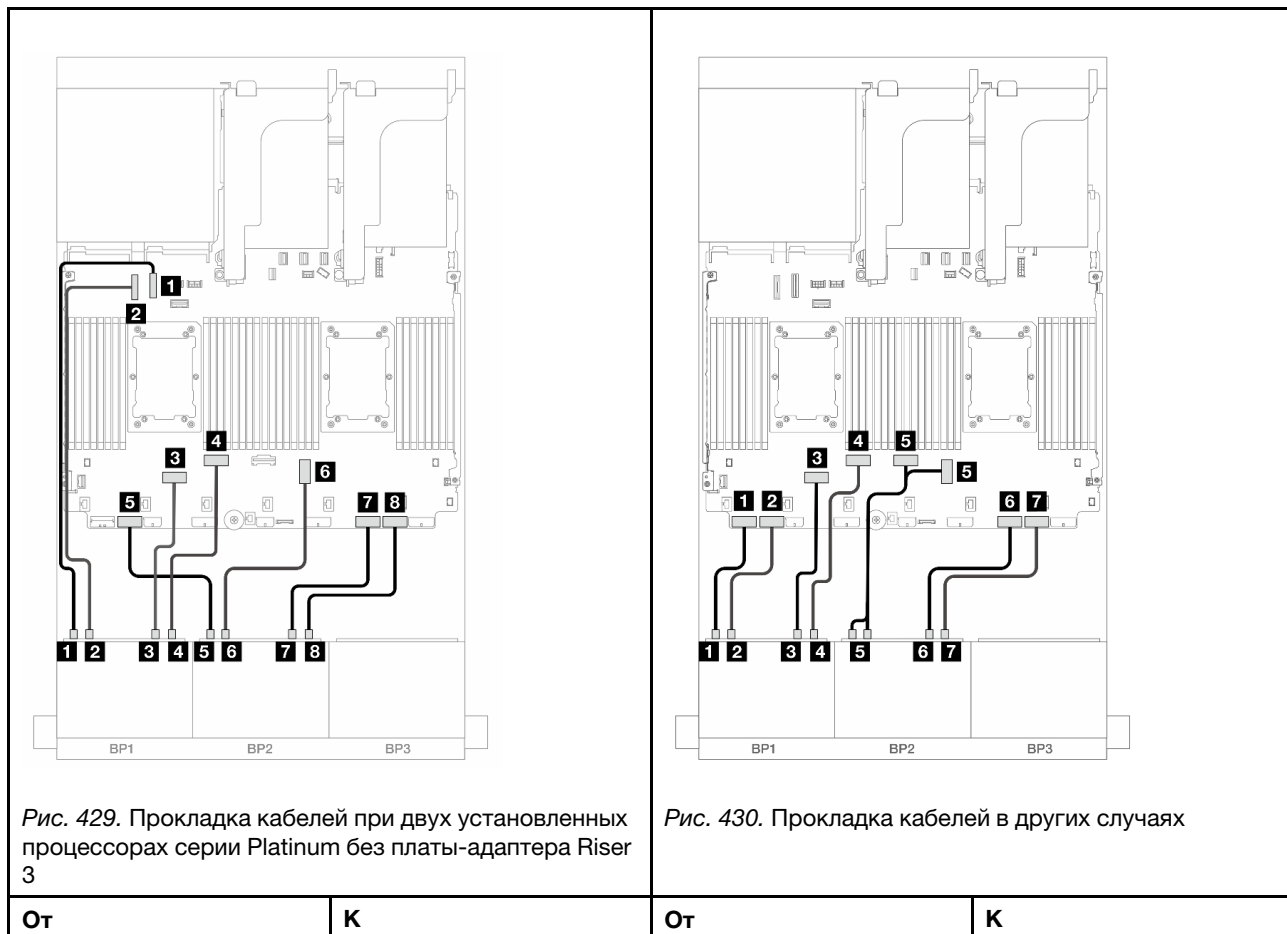 1
2
4
3
6
5
7 8
1 2 3 4 5 6 7 8
BP1 BP2 BP3
Рис. 429. Прокладка кабелей при двух установленных
процессорах серии Platinum без платы-адаптера Riser
3
4
5
3
5
1 2
6 7
1 2 3 4 5 6 7
BP1 BP2 BP3
Рис. 430. Прокладка кабелей в других случаях
От К От К